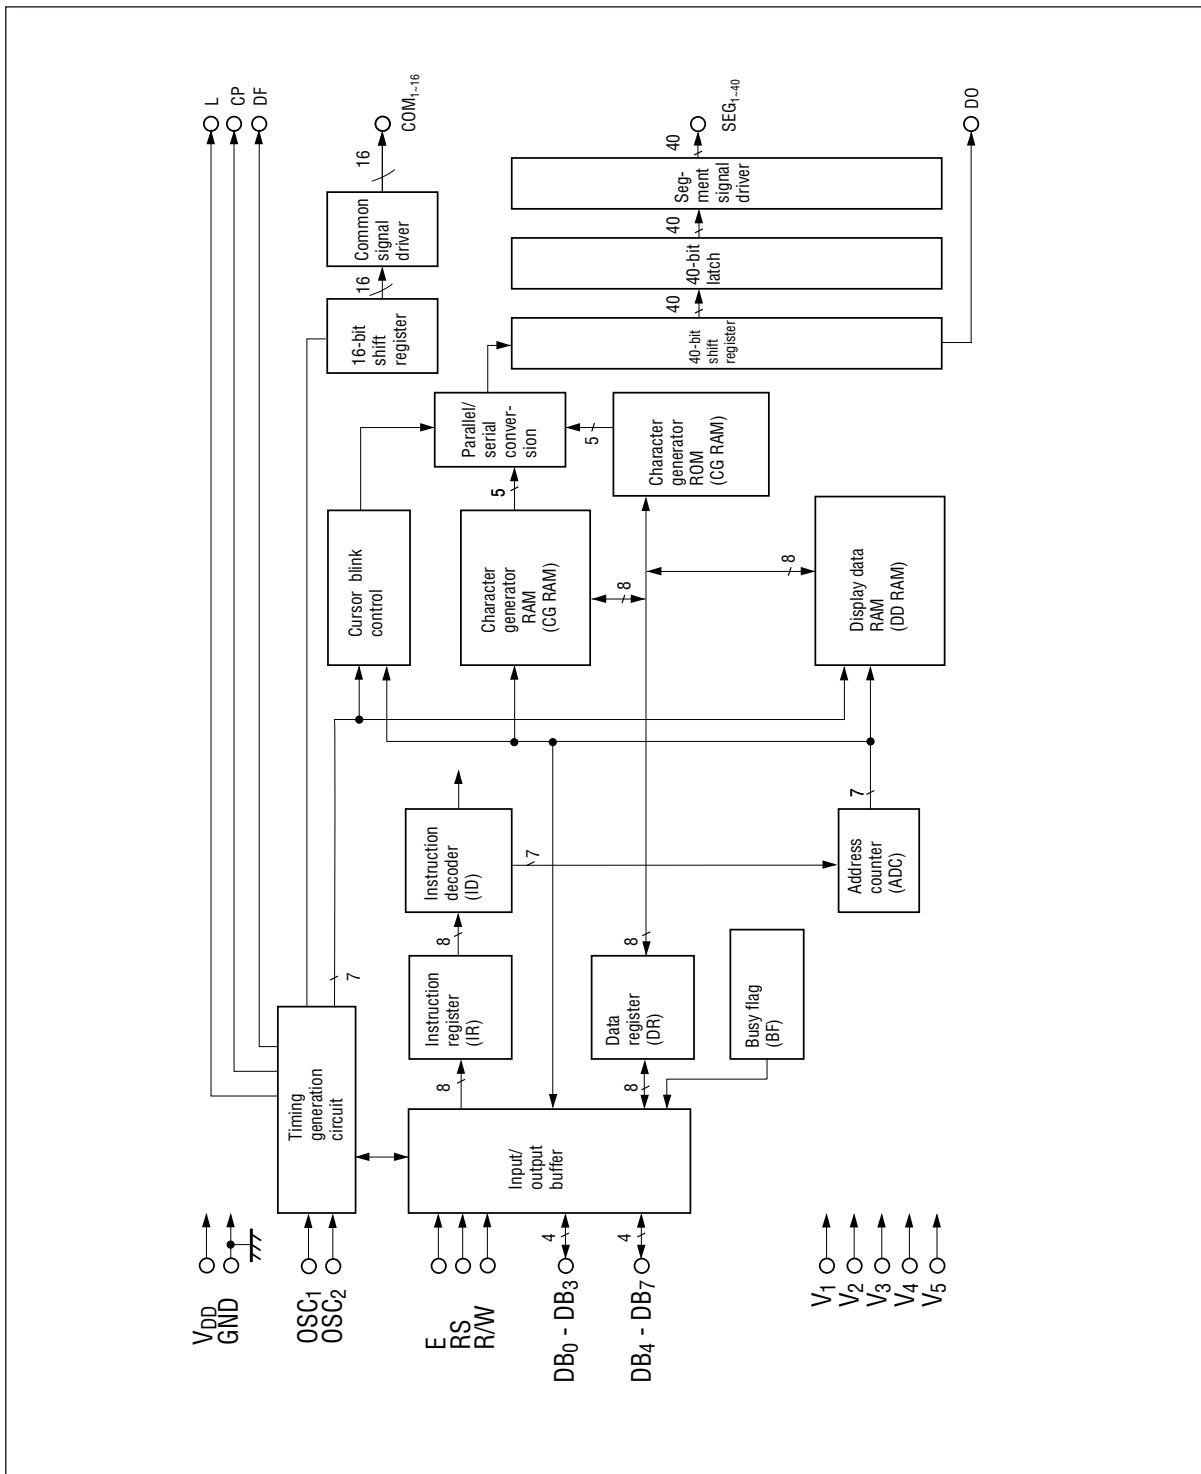 L
CP
DF
COM1~16
SEG1~40
DO
16
Common
signal
driver
16
16-bit
shift
register
40
Seg-
ment
signal
driver
40
40-bit
latch
40
40-bit
shift
register
Parallel/
serial
conver-
sion
5
5
Character
generator
ROM
(CG RAM)
Cursor blink
control
Character
generator
RAM
(CG RAM)
8
8
Display data
RAM
(DD RAM)
7
Instruction
decoder
(ID)
7
Address
counter
(ADC)
8
Instruction
register
(IR)
8
8
Data
register
(DR)
8
Busy flag
(BF)
7
Timing
generation
circuit
Input/
output
buffer
4
4
VDD
GND
OSC1
OSC2
E
RS
R/W
DB0 - DB3
DB4 - DB7
V1
V2
V3
V4
V5